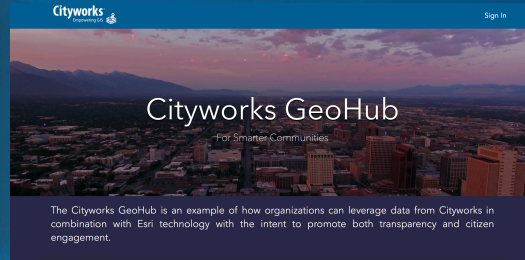 Cityworks
Empowering GIS
Sign In
Cityworks GeoHub
For Smarter Communities
The Cityworks GeoHub is an example of how organizations can leverage data from Cityworks in
combination with Esri technology with the intent to promote both transparency and citizen
engagement.